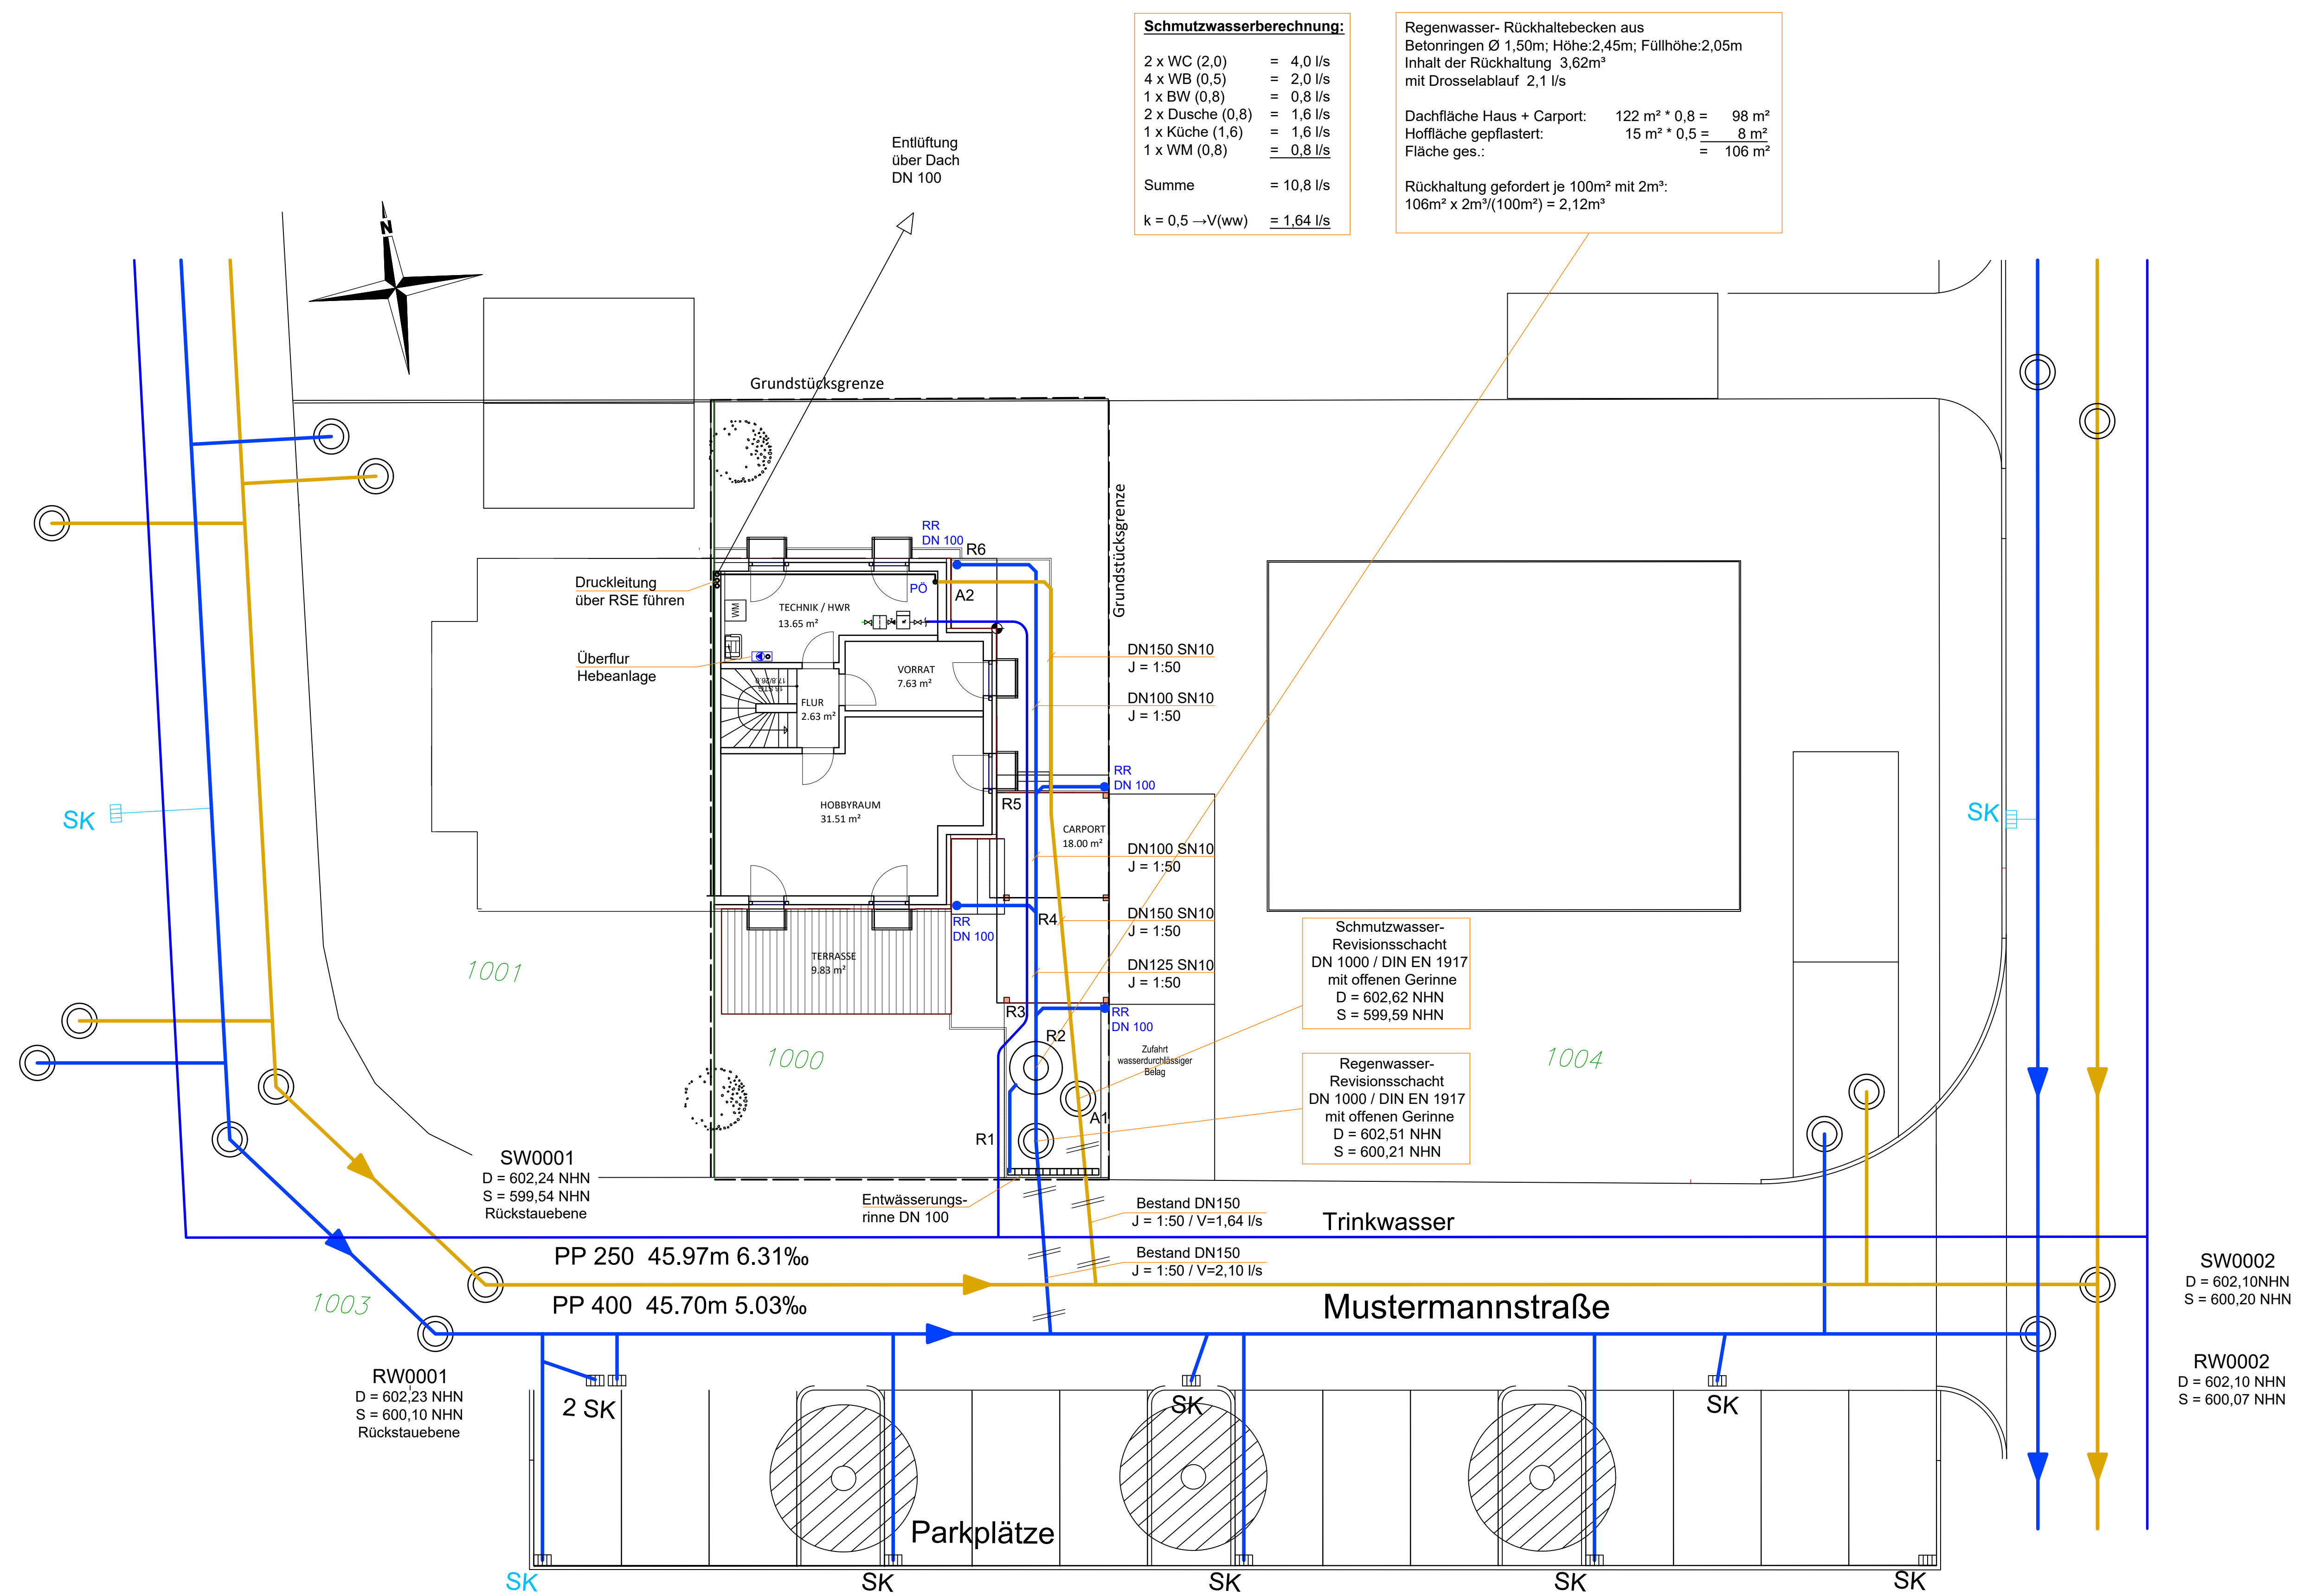 Schmutzwasserberechnung:
2 x WC (2,0) = 4,0 l/s
4 x WB (0,5) = 2,0 l/s
1 x BW (0,8) = 0,8 l/s
2 x Dusche (0,8) = 1,6 l/s
1 x Küche (1,6) = 1,6 l/s
1 x WM (0,8) = 0,8 l/s
Summe = 10,8 l/s
k = 0,5 →V(ww) = 1,64 l/s
Regenwasser- Rückhaltebecken aus
Betonringen Ø 1,50m; Höhe:2,45m; Füllhöhe:2,05m
Inhalt der Rückhaltung 3,62m³
mit Drosselablauf 2,1 l/s
Dachfläche Haus + Carport: 122 m² * 0,8 = 98 m²
Hoffläche gepflastert: 15 m² * 0,5 = 8 m²
Fläche ges.: = 106 m²
Rückhaltung gefordert je 100m² mit 2m³:
106m² x 2m³/(100m²) = 2,12m³
Entlüftung
über Dach
DN 100
N
Grundstücksgrenze
Grundstücksgrenze
RR
DN 100
R6
Druckleitung
über RSE führen
PÖ
A2
WM
TECHNIK / HWR
13.65 m²
Überflur
Hebeanlage
VORRAT
7.63 m²
15 STG
17,8/26,0
FLUR
2.63 m²
DN150 SN10
J = 1:50
DN100 SN10
J = 1:50
RR
DN 100
R5
HOBBYRAUM
31.51 m²
CARPORT
18.00 m²
DN100 SN10
J = 1:50
SK
SK
R4
RR
DN 100
DN150 SN10
J = 1:50
TERRASSE
9.83 m²
DN125 SN10
J = 1:50
Schmutzwasser-
Revisionsschacht
DN 1000 / DIN EN 1917
mit offenen Gerinne
D = 602,62 NHN
S = 599,59 NHN
1001
R3
RR
DN 100
R2
1000
Zufahrt
wasserdurchlässiger
Belag
1004
Regenwasser-
Revisionsschacht
DN 1000 / DIN EN 1917
mit offenen Gerinne
D = 602,51 NHN
S = 600,21 NHN
A1
R1
SW0001
D = 602,24 NHN
S = 599,54 NHN
Rückstauebene
Entwässerungs-
rinne DN 100
Bestand DN150
J = 1:50 / V=1,64 l/s
Trinkwasser
PP 250 45.97m 6.31‰
Bestand DN150
J = 1:50 / V=2,10 l/s
SW0002
D = 602,10NHN
S = 600,20 NHN
1003
PP 400 45.70m 5.03‰
Mustermannstraße
RW0001
D = 602,23 NHN
S = 600,10 NHN
Rückstauebene
RW0002
D = 602,10 NHN
S = 600,07 NHN
2 SK
SK
SK
Parkplätze
SK
SK
SK
SK
SK